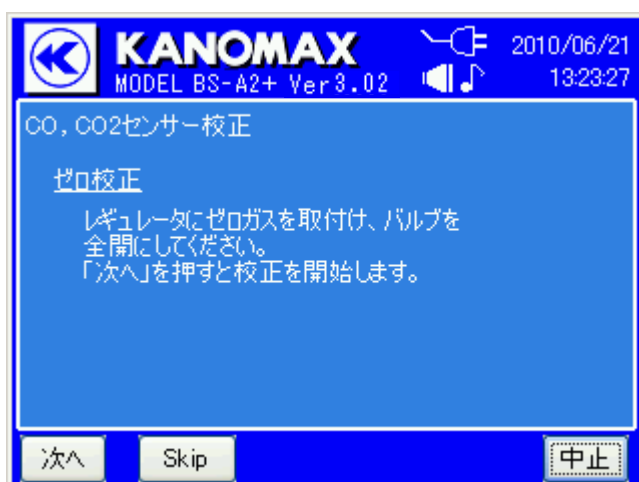 KANOMAX
MODEL BS-A2+ Ver3.02
2010/06/21
13:23:27
CO，CO2センサー校正
ゼロ校正
レギュレータにゼロガスを取付け、バルブを
全開にしてください。
「次へ」を押すと校正を開始します。
次へ
Skip
中止